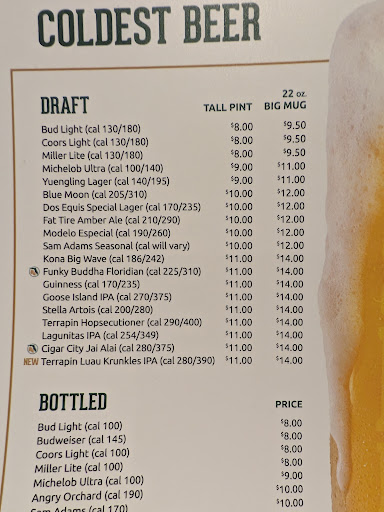 COLDEST BEER
DRAFT TALL PINT 22 oz. BIG MUG
Bud Light (cal 130/180) $8.00 $9.50
Coors Light (cal 130/180) $8.00 $9.50
Miller Lite (cal 130/180) $8.00 $9.50
Michelob Ultra (cal 100/140) $9.00 $11.00
Yuengling Lager (cal 140/195) $9.00 $11.00
Blue Moon (cal 205/310) $10.00 $12.00
Dos Equis Special Lager (cal 170/235) $10.00 $12.00
Fat Tire Amber Ale (cal 210/290) $10.00 $12.00
Modelo Especial (cal 190/260) $10.00 $12.00
Sam Adams Seasonal (cal will vary) $10.00 $12.00
Kona Big Wave (cal 186/242) $11.00 $14.00
Funky Buddha Floridian (cal 225/310) $11.00 $14.00
Guinness (cal 170/235) $11.00 $14.00
Goose Island IPA (cal 270/375) $11.00 $14.00
Stella Artois (cal 200/280) $11.00 $14.00
Terrapin Hopsecutioner (cal 290/400) $11.00 $14.00
Lagunitas IPA (cal 254/349) $11.00 $14.00
Cigar City Jai Alai (cal 280/375) $11.00 $14.00
NEW Terrapin Luau Krunkles IPA (cal 280/390) $11.00 $14.00
BOTTLED PRICE
Bud Light (cal 100) $8.00
Budweiser (cal 145) $8.00
Coors Light (cal 100) $8.00
Miller Lite (cal 100) $8.00
Michelob Ultra (cal 100) $9.00
Angry Orchard (cal 190) $10.00
Sam Adams (cal 170) $10.00